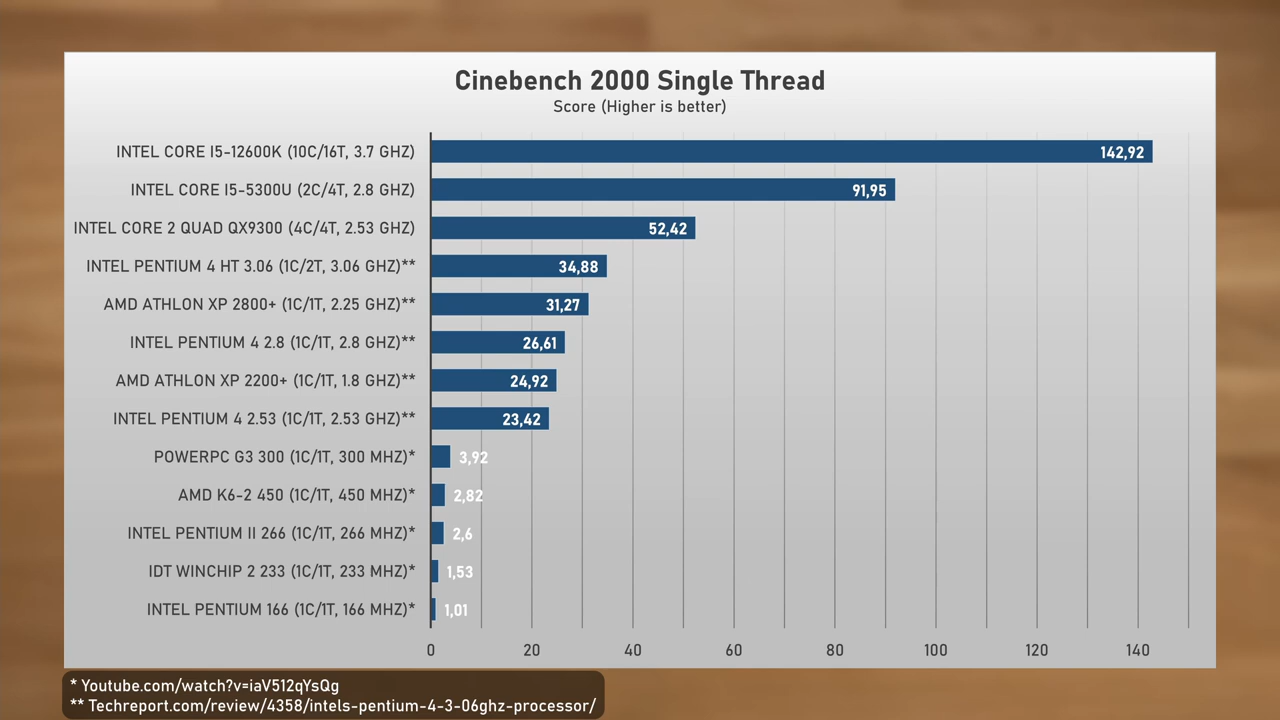 Cinebench 2000 Single Thread
Score (Higher is better)
INTEL CORE I5-12600K (10C/16T, 3.7 GHZ) 142,92
INTEL CORE I5-5300U (2C/4T, 2.8 GHZ) 91,95
INTEL CORE 2 QUAD QX9300 (4C/4T, 2.53 GHZ) 52,42
INTEL PENTIUM 4 HT 3.06 (1C/2T, 3.06 GHZ)** 34,88
AMD ATHLON XP 2800+ (1C/1T, 2.25 GHZ)** 31,27
INTEL PENTIUM 4 2.8 (1C/1T, 2.8 GHZ)** 26,61
AMD ATHLON XP 2200+ (1C/1T, 1.8 GHZ)** 24,92
INTEL PENTIUM 4 2.53 (1C/1T, 2.53 GHZ)** 23,42
POWERPC G3 300 (1C/1T, 300 MHZ)* 3,92
AMD K6-2 450 (1C/1T, 450 MHZ)* 2,82
INTEL PENTIUM II 266 (1C/1T, 266 MHZ)* 2,6
IDT WINCHIP 2 233 (1C/1T, 233 MHZ)* 1,53
INTEL PENTIUM 166 (1C/1T, 166 MHZ)* 1,01
0 20 40 60 80 100 120 140
* Youtube.com/watch?v=iaV512qYsQg
** Techreport.com/review/4358/intels-pentium-4-3-06ghz-processor/